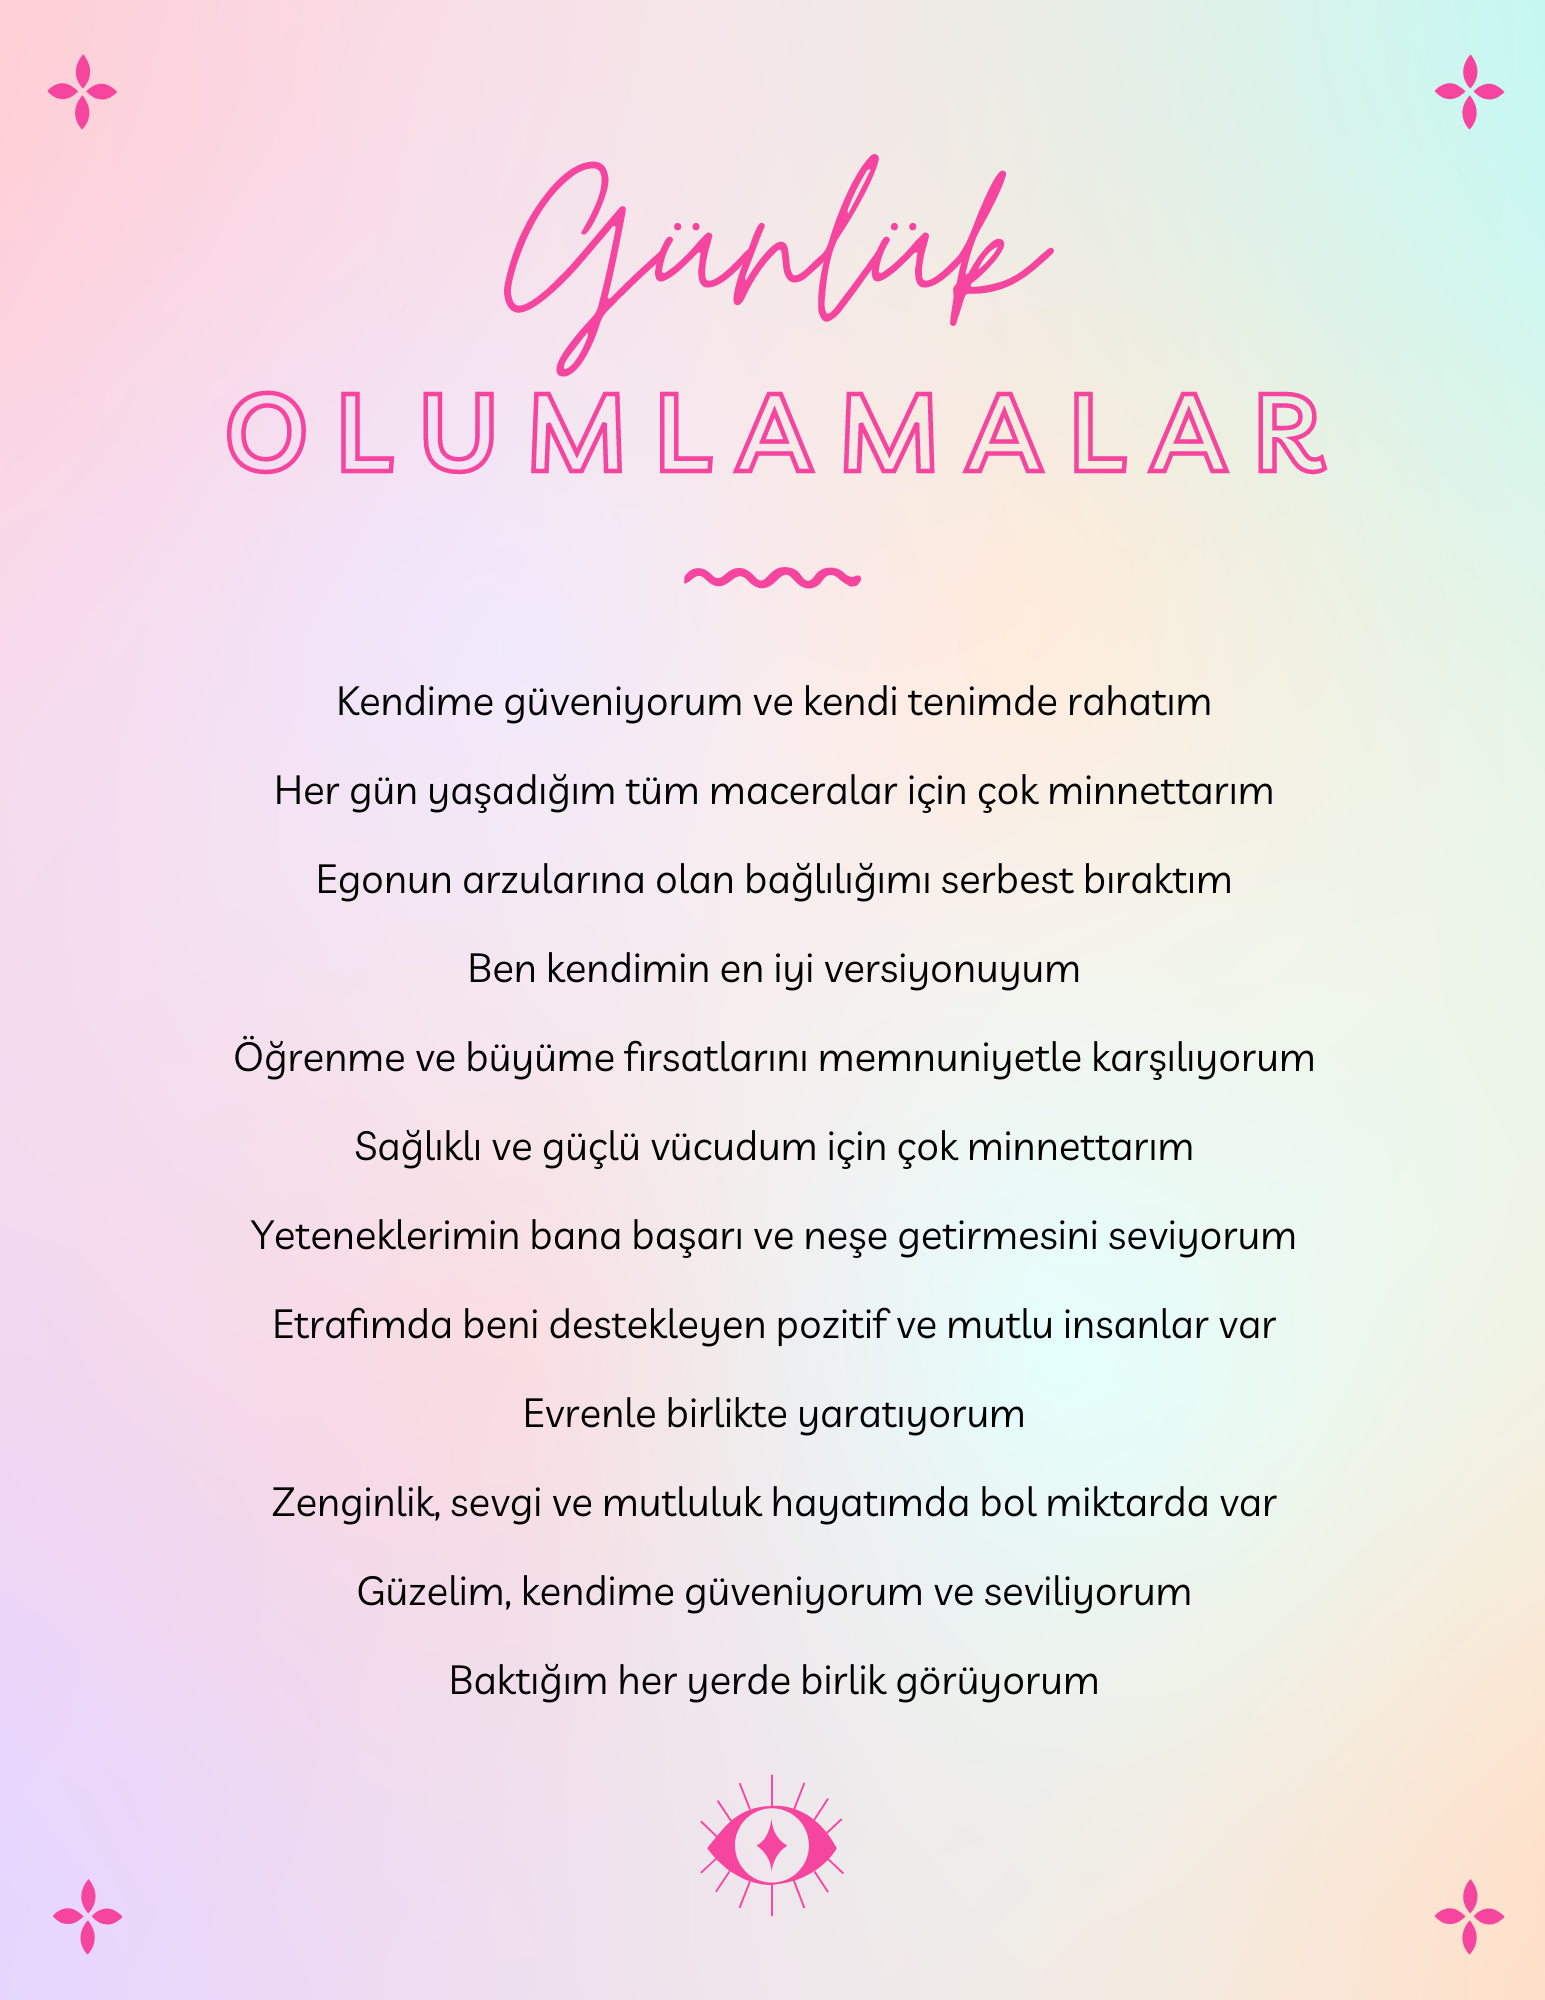 Günlük
OLUMLAMALAR
Kendime güveniyorum ve kendi tenimde rahatım
Her gün yaşadığım tüm maceralar için çok minnettarım
Egonun arzularına olan bağlılığımı serbest bıraktım
Ben kendimin en iyi versiyonuyum
Öğrenme ve büyüme fırsatlarını memnuniyetle karşılıyorum
Sağlıklı ve güçlü vücudum için çok minnettarım
Yeteneklerimin bana başarı ve neşe getirmesini seviyorum
Etrafımda beni destekleyen pozitif ve mutlu insanlar var
Evrenle birlikte yaratıyorum
Zenginlik, sevgi ve mutluluk hayatımda bol miktarda var
Güzelim, kendime güveniyorum ve seviliyorum
Baktığım her yerde birlik görüyorum